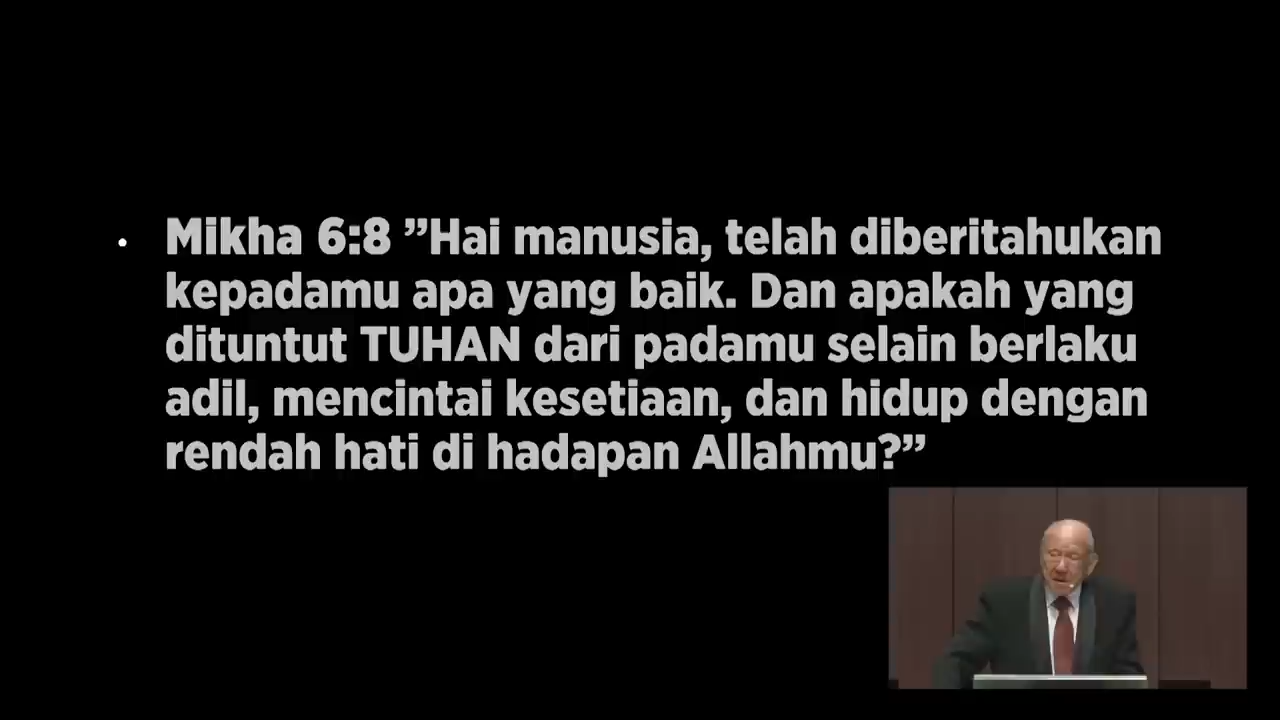 • Mikha 6:8 ”Hai manusia, telah diberitahukan
kepadamu apa yang baik. Dan apakah yang
dituntut TUHAN dari padamu selain berlaku
adil, mencintai kesetiaan, dan hidup dengan
rendah hati di hadapan Allahmu?”